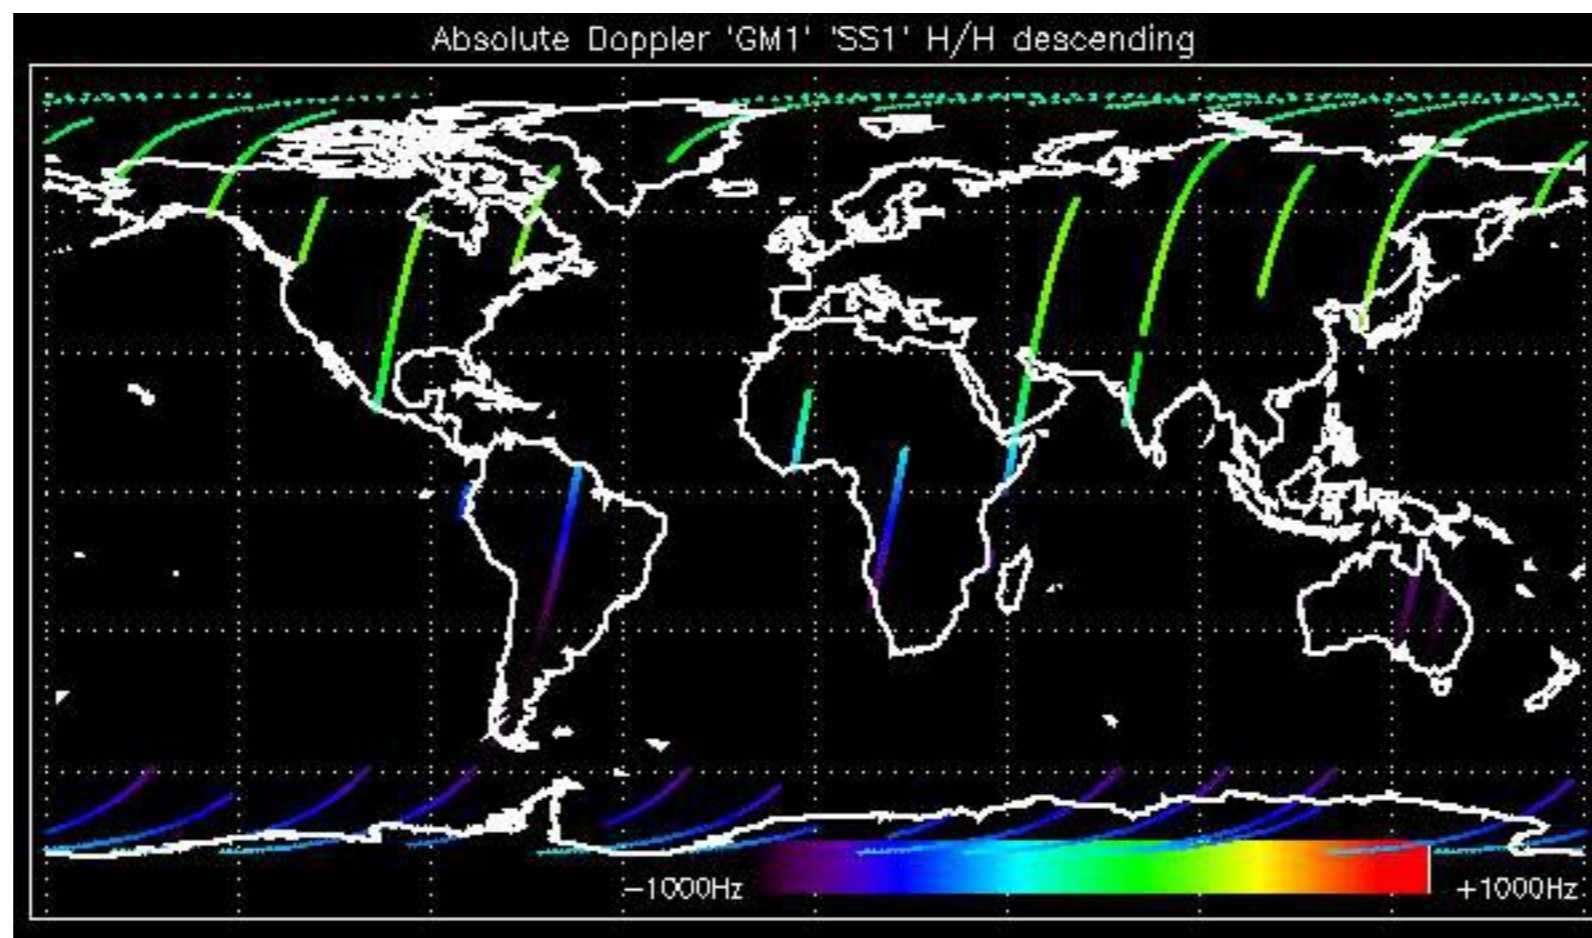 Absolute Doppler 'GM1' 'SS1' H/H descending
-1000Hz
+1000Hz